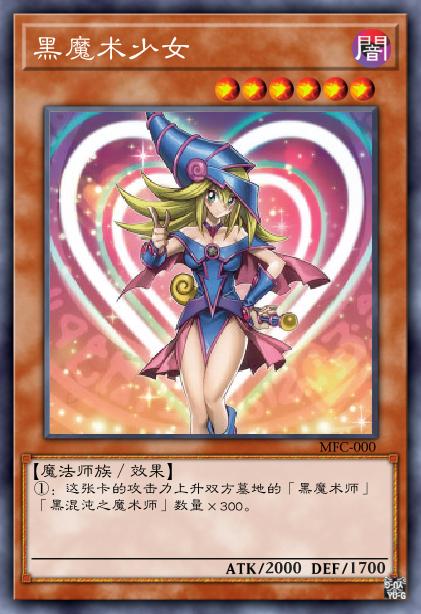 黑魔术少女
闇
MFC-000
【魔法师族／效果】
①：这张卡的攻击力上升双方墓地的「黑魔术师」
「黑混沌之魔术师」数量×300。
ATK/2000 DEF/1700